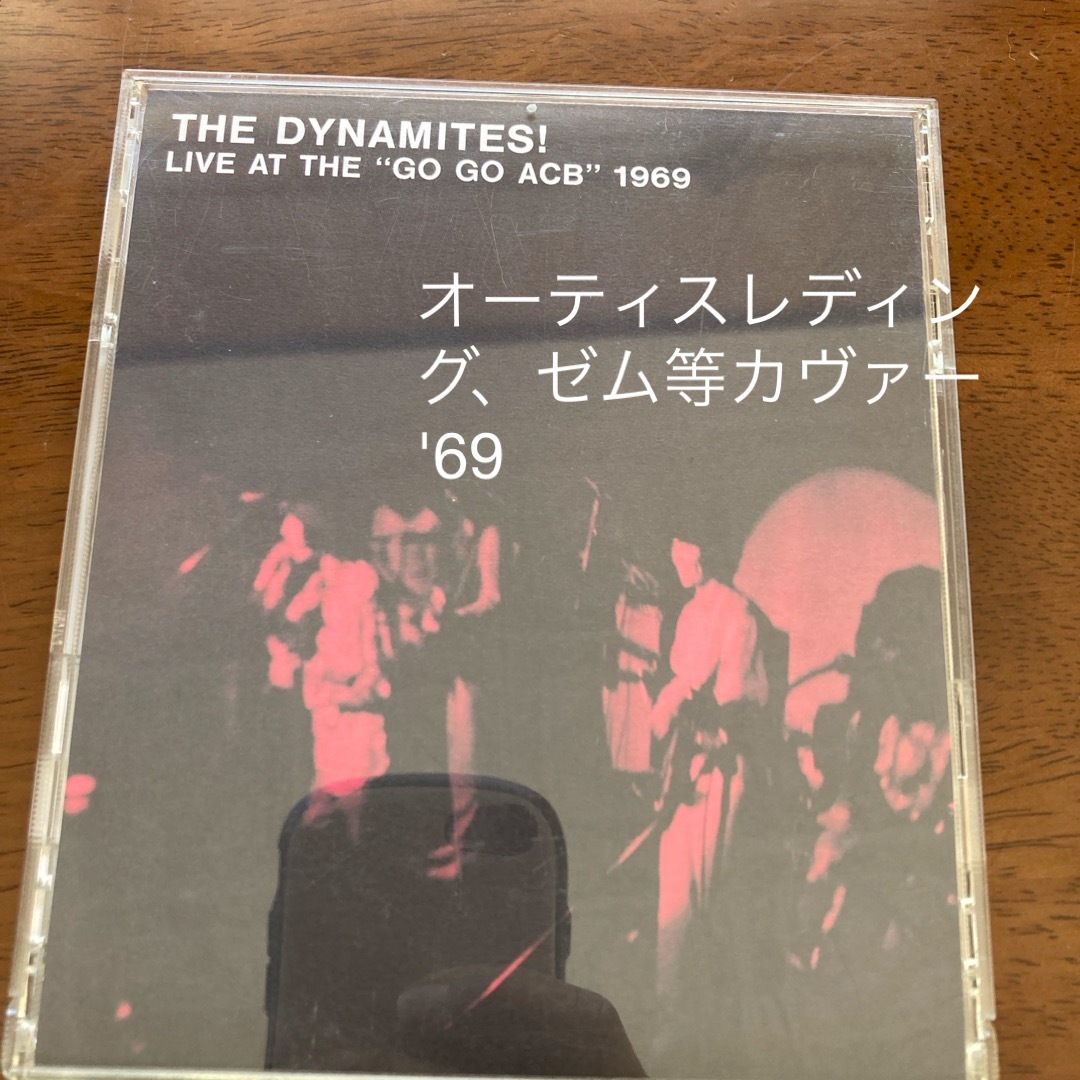 THE DYNAMITES!
LIVE AT THE “GO GO ACB” 1969
オーティスレディン
グ、ゼム等カヴァー
'69